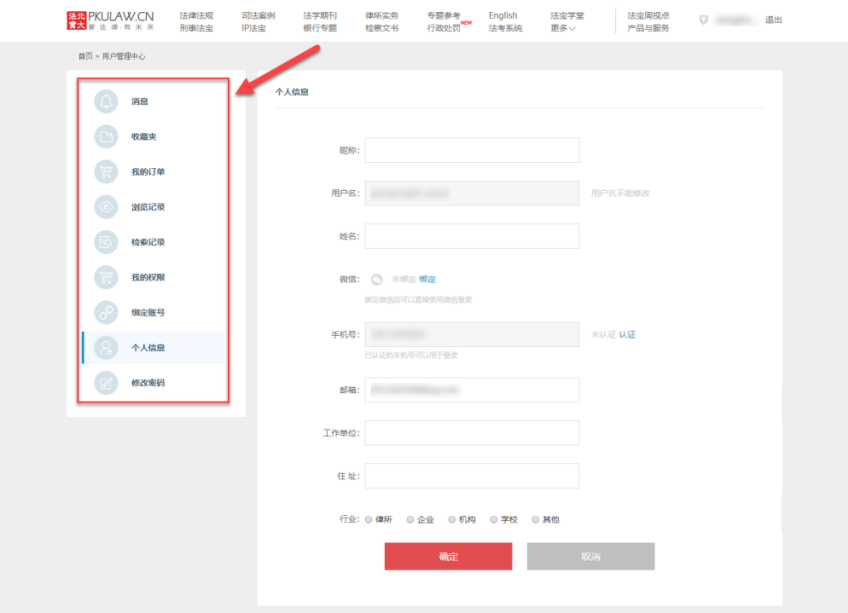 北大法宝 PKULAW.CN
爱法律·有未来
法律法规 司法案例 法学期刊 律所实务 专题参考 English 法宝学堂 法宝周视点
刑事法宝 IP法宝 银行专题 检察文书 行政处罚 NEW 法考系统 更多 产品与服务
退出
首页 > 用户管理中心
消息
收藏夹
我的订单
浏览记录
检索记录
我的权限
绑定账号
个人信息
修改密码
个人信息
昵称:
用户名: 用户名不能修改
姓名:
微信: 未绑定 绑定
绑定微信后可以直接使用微信登录
手机号: 未认证 认证
已认证的手机号可以用于登录
邮箱:
工作单位:
住 址:
行业: 律所 企业 机构 学校 其他
确定 取消